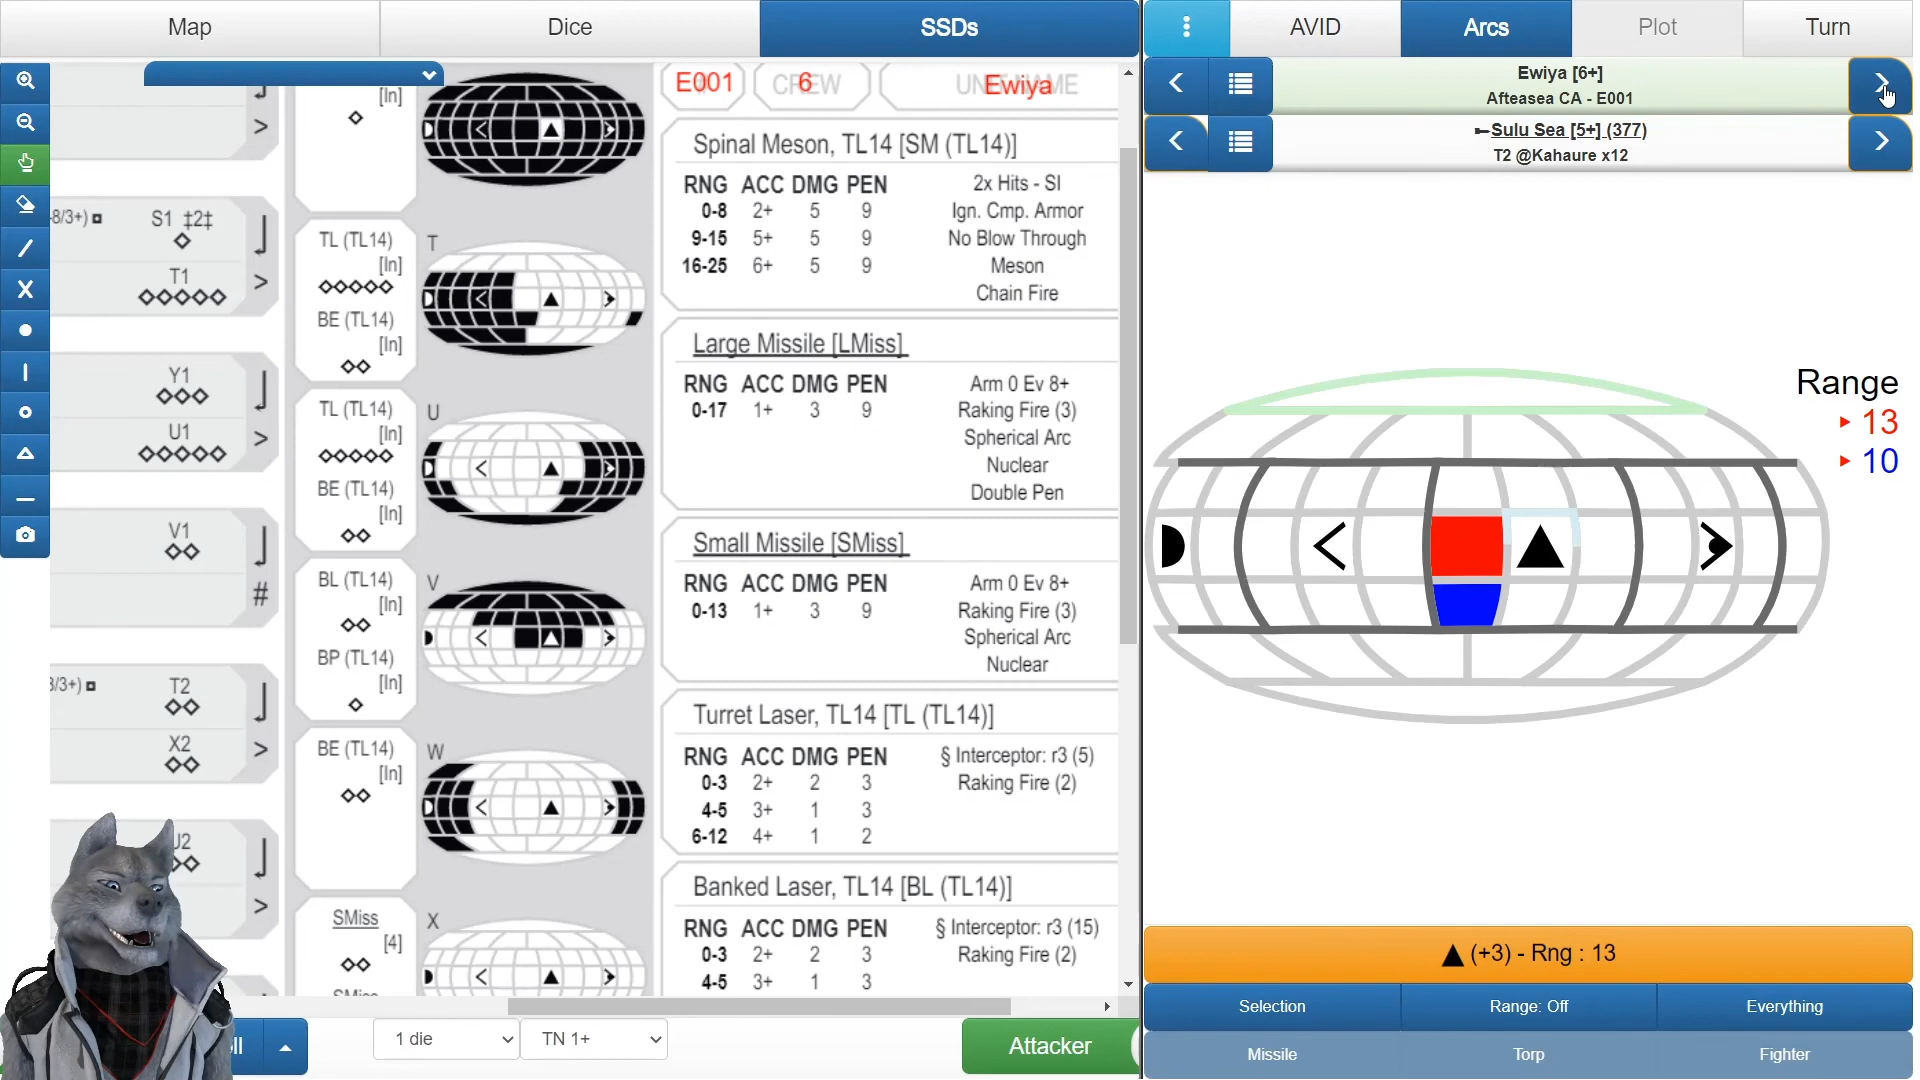 Map Dice SSDs
AVID Arcs Plot Turn
Ewiya [6+]
Afteasea CA - E001
Sulu Sea [5+] (377)
T2 @Kahaure x12
[In]
-8/3+) S1 ‡2‡
T1
Y1
U1
V1
#
T2
X2
TL (TL14)
[In]
BE (TL14)
[In]
TL (TL14)
[In]
BE (TL14)
[In]
BL (TL14)
[In]
BP (TL14)
[In]
BE (TL14)
[In]
SMiss
[4]
T
U
V
W
X
E001 6 Ewiya
CREW
Spinal Meson, TL14 [SM (TL14)]
RNG ACC DMG PEN 2x Hits - SI
0-8 2+ 5 9 Ign. Cmp. Armor
9-15 5+ 5 9 No Blow Through
16-25 6+ 5 9 Meson
Chain Fire
Large Missile [LMiss]
RNG ACC DMG PEN Arm 0 Ev 8+
0-17 1+ 3 9 Raking Fire (3)
Spherical Arc
Nuclear
Double Pen
Small Missile [SMiss]
RNG ACC DMG PEN Arm 0 Ev 8+
0-13 1+ 3 9 Raking Fire (3)
Spherical Arc
Nuclear
Turret Laser, TL14 [TL (TL14)]
RNG ACC DMG PEN § Interceptor: r3 (5)
0-3 2+ 2 3 Raking Fire (2)
4-5 3+ 1 3
6-12 4+ 1 2
Banked Laser, TL14 [BL (TL14)]
RNG ACC DMG PEN § Interceptor: r3 (15)
0-3 2+ 2 3 Raking Fire (2)
4-5 3+ 1 3
1 die TN 1+ Attacker
Range
13
10
▲ (+3) - Rng : 13
Selection Range: Off Everything
Missile Torp Fighter